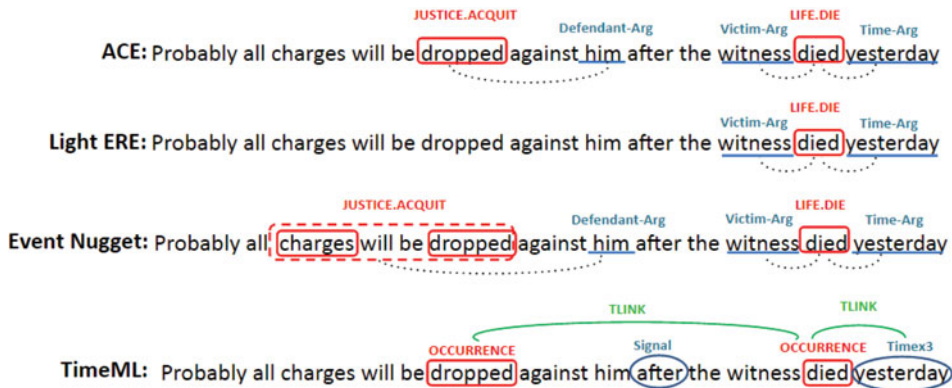 JUSTICE.ACQUIT LIFE.DIE
Defendant-Arg Victim-Arg Time-Arg
ACE: Probably all charges will be dropped against him after the witness died yesterday
LIFE.DIE
Victim-Arg Time-Arg
Light ERE: Probably all charges will be dropped against him after the witness died yesterday
JUSTICE.ACQUIT LIFE.DIE
Defendant-Arg Victim-Arg Time-Arg
Event Nugget: Probably all charges will be dropped against him after the witness died yesterday
TLINK TLINK
OCCURRENCE Signal OCCURRENCE Timex3
TimeML: Probably all charges will be dropped against him after the witness died yesterday